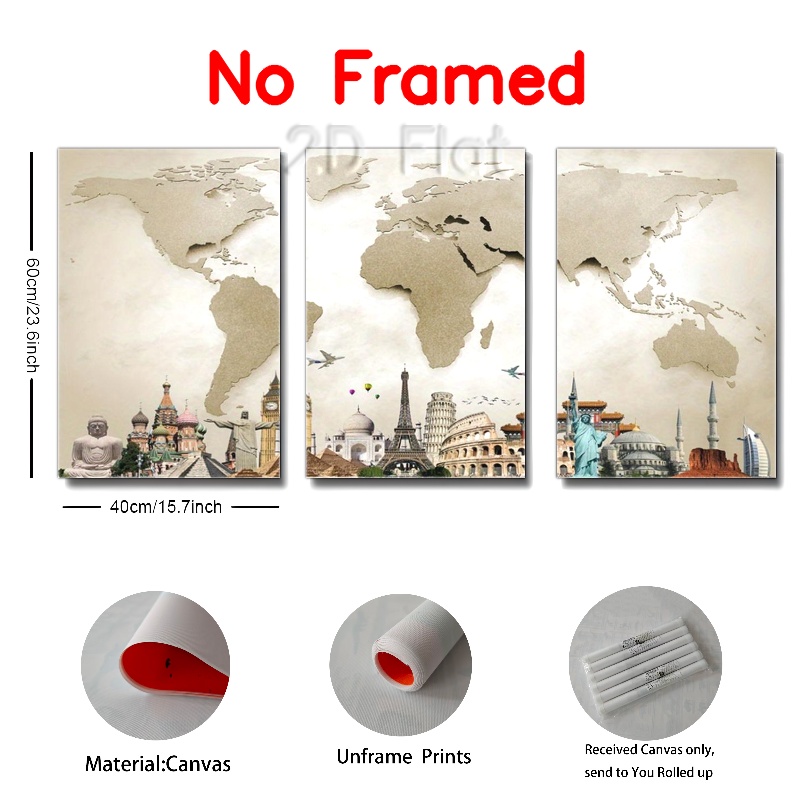 No Framed
2D Flat
60cm/23.6inch
40cm/15.7inch
Material:Canvas
Unframe Prints
Received Canvas only,
send to You Rolled up